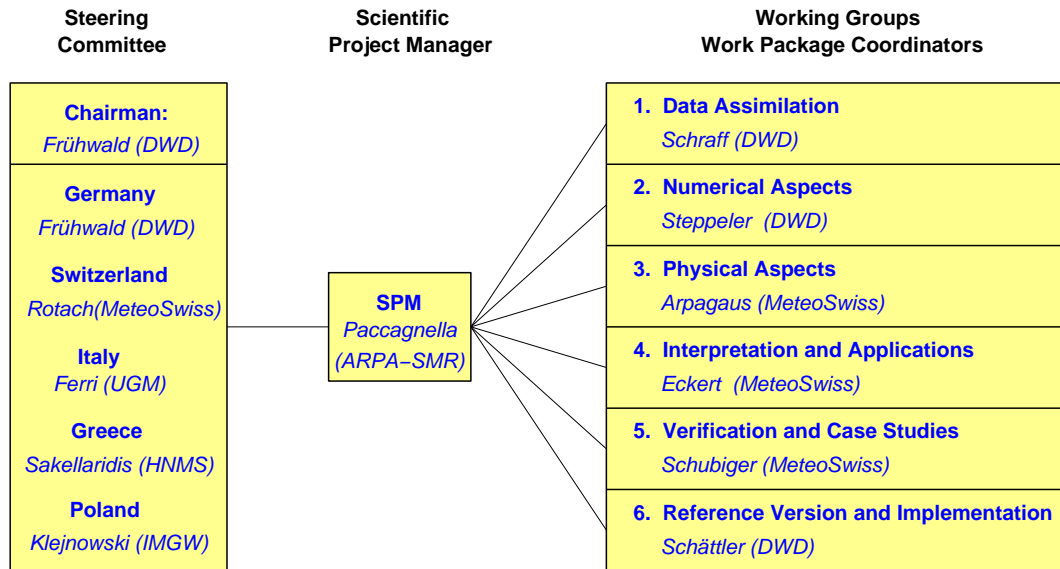 Steering
Committee
Scientific
Project Manager
Working Groups
Work Package Coordinators
Chairman:
Frühwald (DWD)
Germany
Frühwald (DWD)
Switzerland
Rotach(MeteoSwiss)
Italy
Ferri (UGM)
Greece
Sakellaridis (HNMS)
Poland
Klejnowski (IMGW)
SPM
Paccagnella
(ARPA−SMR)
1. Data Assimilation
Schraff (DWD)
2. Numerical Aspects
Steppeler (DWD)
3. Physical Aspects
Arpagaus (MeteoSwiss)
4. Interpretation and Applications
Eckert (MeteoSwiss)
5. Verification and Case Studies
Schubiger (MeteoSwiss)
6. Reference Version and Implementation
Schättler (DWD)